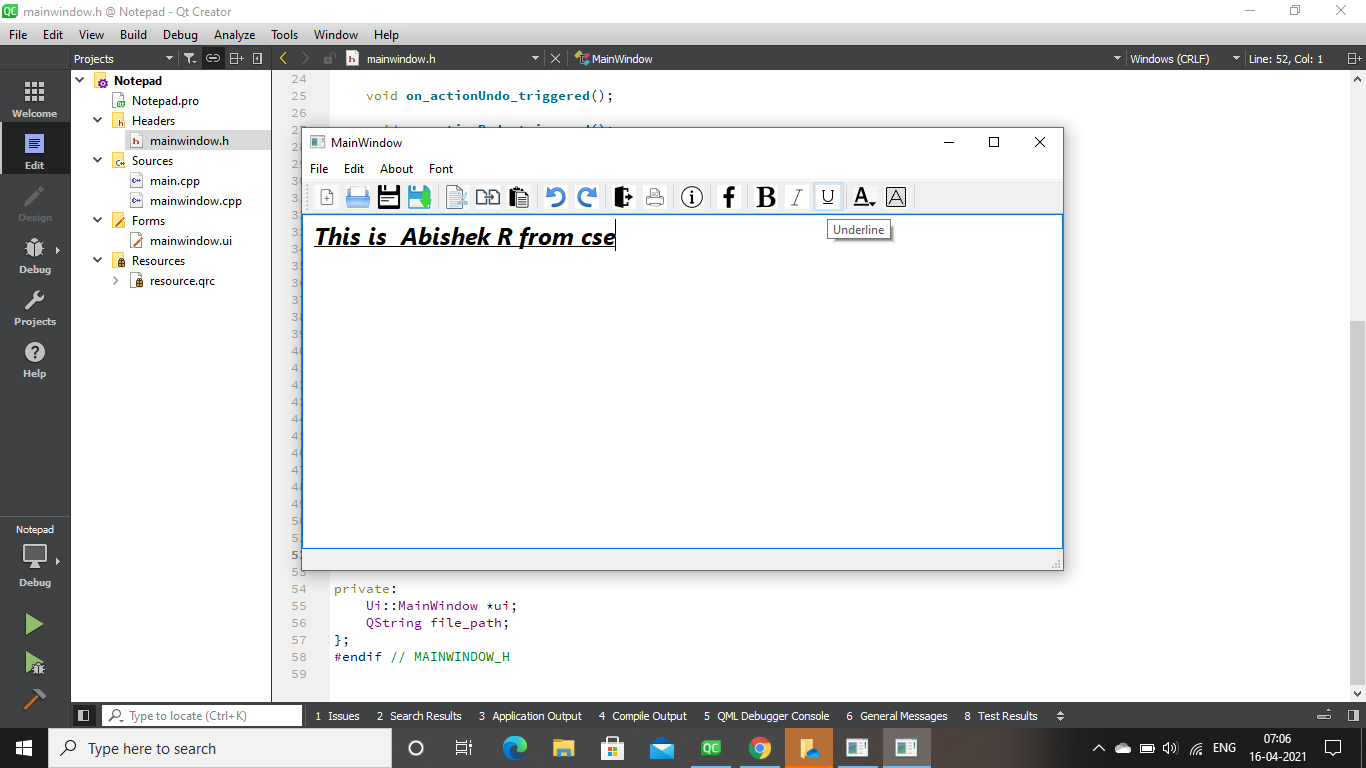 mainwindow.h @ Notepad - Qt Creator
File Edit View Build Debug Analyze Tools Window Help
Projects mainwindow.h MainWindow Windows (CRLF) Line: 52, Col: 1
Welcome
Edit
Design
Debug
Projects
Help
Notepad
Debug
Notepad
Notepad.pro
Headers
mainwindow.h
Sources
main.cpp
mainwindow.cpp
Forms
mainwindow.ui
Resources
resource.qrc
24
25 void on_actionUndo_triggered();
26
MainWindow
File Edit About Font
B I U A A
Underline
This is  Abishek R from cse
53
54 private:
55 Ui::MainWindow *ui;
56 QString file_path;
57 };
58 #endif // MAINWINDOW_H
59
Type to locate (Ctrl+K) 1 Issues 2 Search Results 3 Application Output 4 Compile Output 5 QML Debugger Console 6 General Messages 8 Test Results
Type here to search
QC
ENG
07:06
16-04-2021